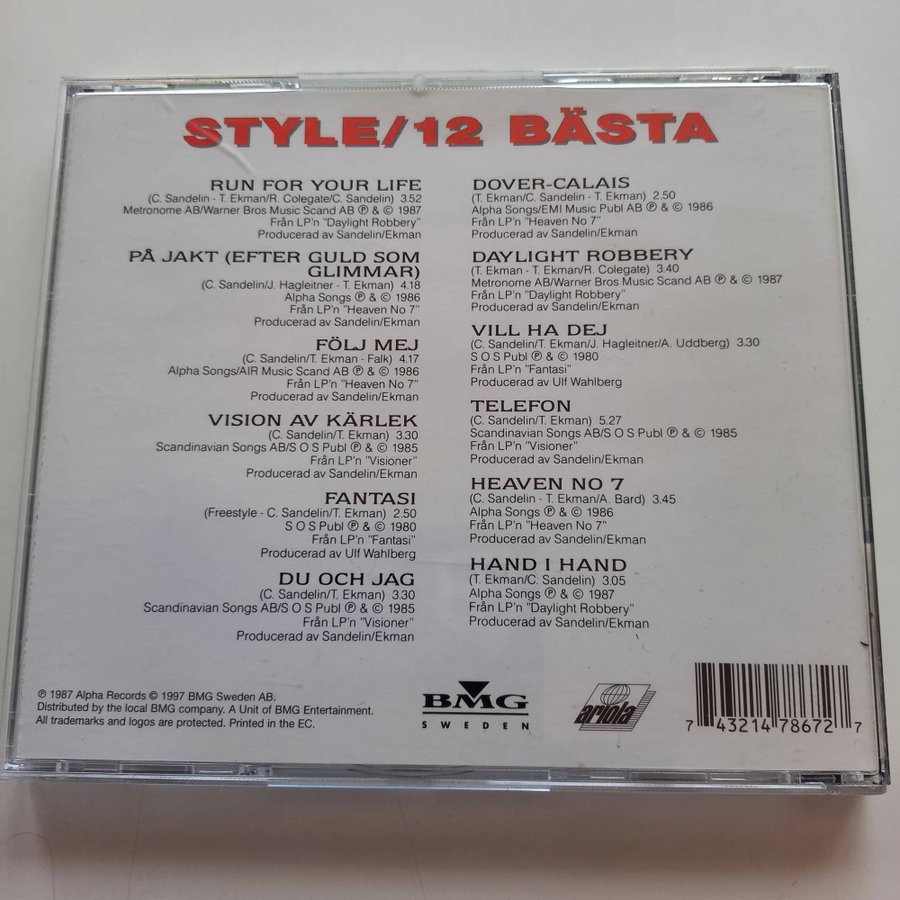 STYLE/12 BÄSTA
RUN FOR YOUR LIFE
(C. Sandelin - T. Ekman/R. Colegate/C. Sandelin) 3.52
Metronome AB/Warner Bros Music Scand AB ℗ & © 1987
Från LP'n "Daylight Robbery"
Producerad av Sandelin/Ekman
PÅ JAKT (EFTER GULD SOM
GLIMMAR)
(C. Sandelin/J. Hagleitner - T. Ekman) 4.18
Alpha Songs ℗ & © 1986
Från LP'n "Heaven No 7"
Producerad av Sandelin/Ekman
FÖLJ MEJ
(C. Sandelin/T. Ekman - Falk) 4.17
Alpha Songs/AIR Music Scand AB ℗ & © 1986
Från LP'n "Heaven No 7"
Producerad av Sandelin/Ekman
VISION AV KÄRLEK
(C. Sandelin/T. Ekman) 3.30
Scandinavian Songs AB/S O S Publ ℗ & © 1985
Från LP'n "Visioner"
Producerad av Sandelin/Ekman
FANTASI
(Freestyle - C. Sandelin/T. Ekman) 2.50
S O S Publ ℗ & © 1980
Från LP'n "Fantasi"
Producerad av Ulf Wahlberg
DU OCH JAG
(C. Sandelin/T. Ekman) 3.30
Scandinavian Songs AB/S O S Publ ℗ & © 1985
Från LP'n "Visioner"
Producerad av Sandelin/Ekman
DOVER-CALAIS
(T. Ekman/C. Sandelin - T. Ekman) 2.50
Alpha Songs/EMI Music Publ AB ℗ & © 1986
Från LP'n "Heaven No 7"
Producerad av Sandelin/Ekman
DAYLIGHT ROBBERY
(T. Ekman - T. Ekman/R. Colegate) 3.40
Metronome AB/Warner Bros Music Scand AB ℗ & © 1987
Från LP'n "Daylight Robbery"
Producerad av Sandelin/Ekman
VILL HA DEJ
(C. Sandelin/T. Ekman/J. Hagleitner/A. Uddberg) 3.30
S O S Publ ℗ & © 1980
Från LP'n "Fantasi"
Producerad av Ulf Wahlberg
TELEFON
(C. Sandelin/T. Ekman) 5.27
Scandinavian Songs AB/S O S Publ ℗ & © 1985
Från LP'n "Visioner"
Producerad av Sandelin/Ekman
HEAVEN NO 7
(C. Sandelin - T. Ekman/A. Bard) 3.45
Alpha Songs ℗ & © 1986
Från LP'n "Heaven No 7"
Producerad av Sandelin/Ekman
HAND I HAND
(T. Ekman/C. Sandelin) 3.05
Alpha Songs ℗ & © 1987
Från LP'n "Daylight Robbery"
Producerad av Sandelin/Ekman
℗ 1987 Alpha Records © 1997 BMG Sweden AB.
Distributed by the local BMG company. A Unit of BMG Entertainment.
All trademarks and logos are protected. Printed in the EC.
BMG
SWEDEN
ariola
7 43214 78672 7